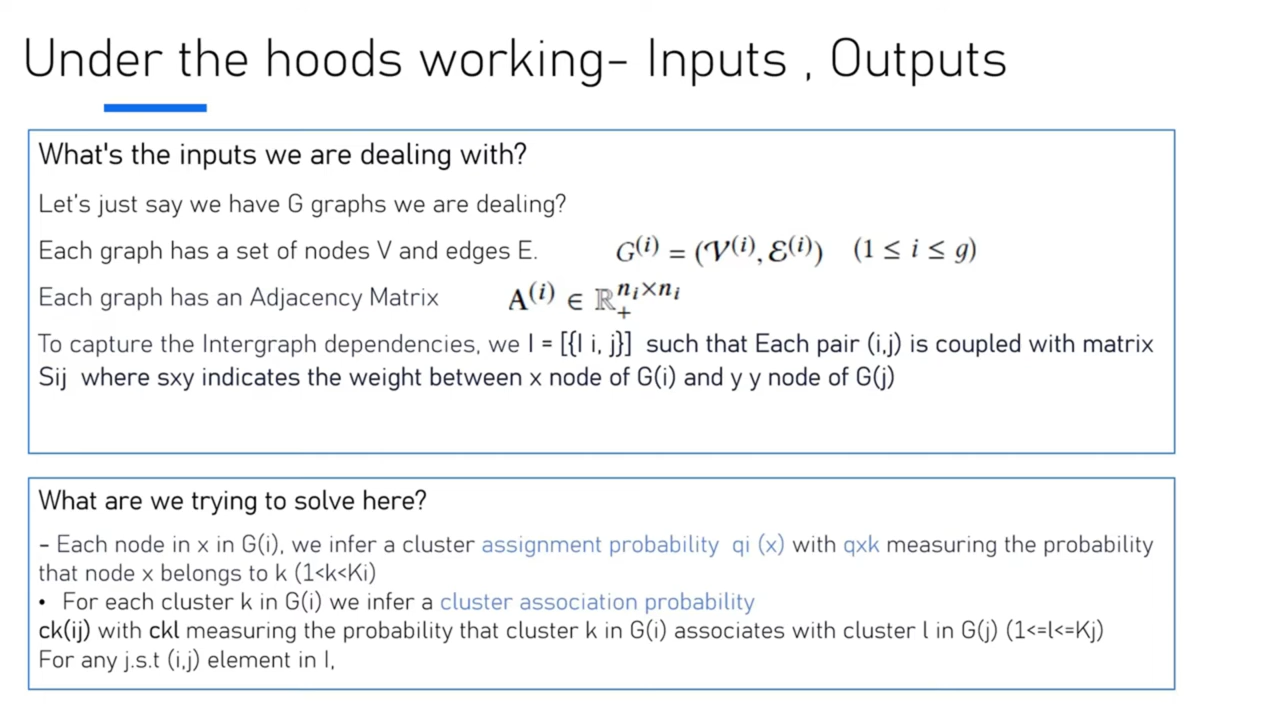 Under the hoods working- Inputs , Outputs
What's the inputs we are dealing with?
Let's just say we have G graphs we are dealing?
Each graph has a set of nodes V and edges E. G⁽ⁱ⁾ = (𝒱⁽ⁱ⁾, ℰ⁽ⁱ⁾) (1 ≤ i ≤ g)
Each graph has an Adjacency Matrix A⁽ⁱ⁾ ∈ ℝ₊^{nᵢ×nᵢ}
To capture the Intergraph dependencies, we I = [{I i, j}] such that Each pair (i,j) is coupled with matrix
Sij where sxy indicates the weight between x node of G(i) and y y node of G(j)
What are we trying to solve here?
- Each node in x in G(i), we infer a cluster assignment probability qi (x) with qxk measuring the probability
that node x belongs to k (1<k<Ki)
• For each cluster k in G(i) we infer a cluster association probability
ck(ij) with ckl measuring the probability that cluster k in G(i) associates with cluster l in G(j) (1<=l<=Kj)
For any j.s.t (i,j) element in I,